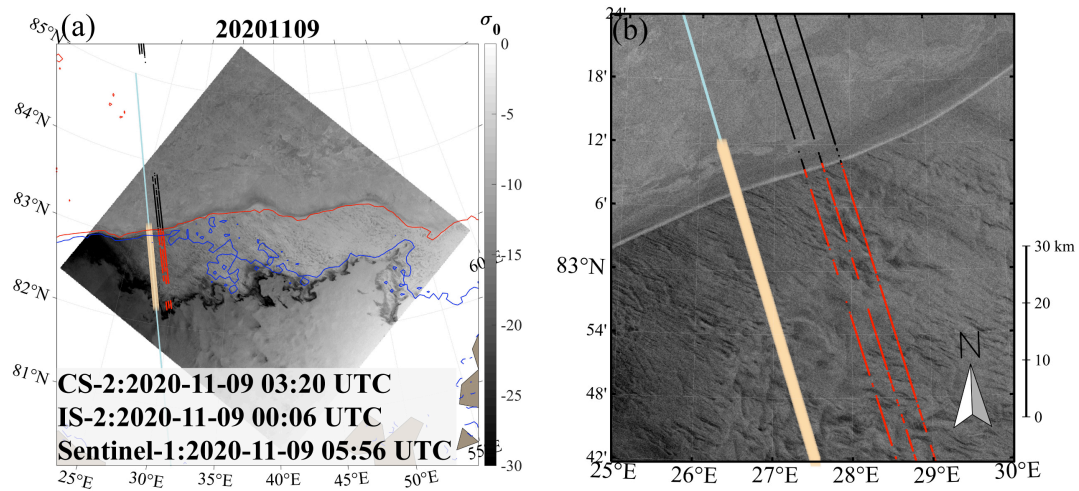 (a)
20201109
σ₀
85°N
84°N
83°N
82°N
81°N
0
-5
-10
-15
-20
-25
-30
60
55
CS-2:2020-11-09 03:20 UTC
IS-2:2020-11-09 00:06 UTC
Sentinel-1:2020-11-09 05:56 UTC
25°E 30°E 35°E 40°E 45°E 50°E
(b)
24'
18'
12'
6'
83°N
54'
48'
42'
30 km
20
10
0
N
25°E 26°E 27°E 28°E 29°E 30°E